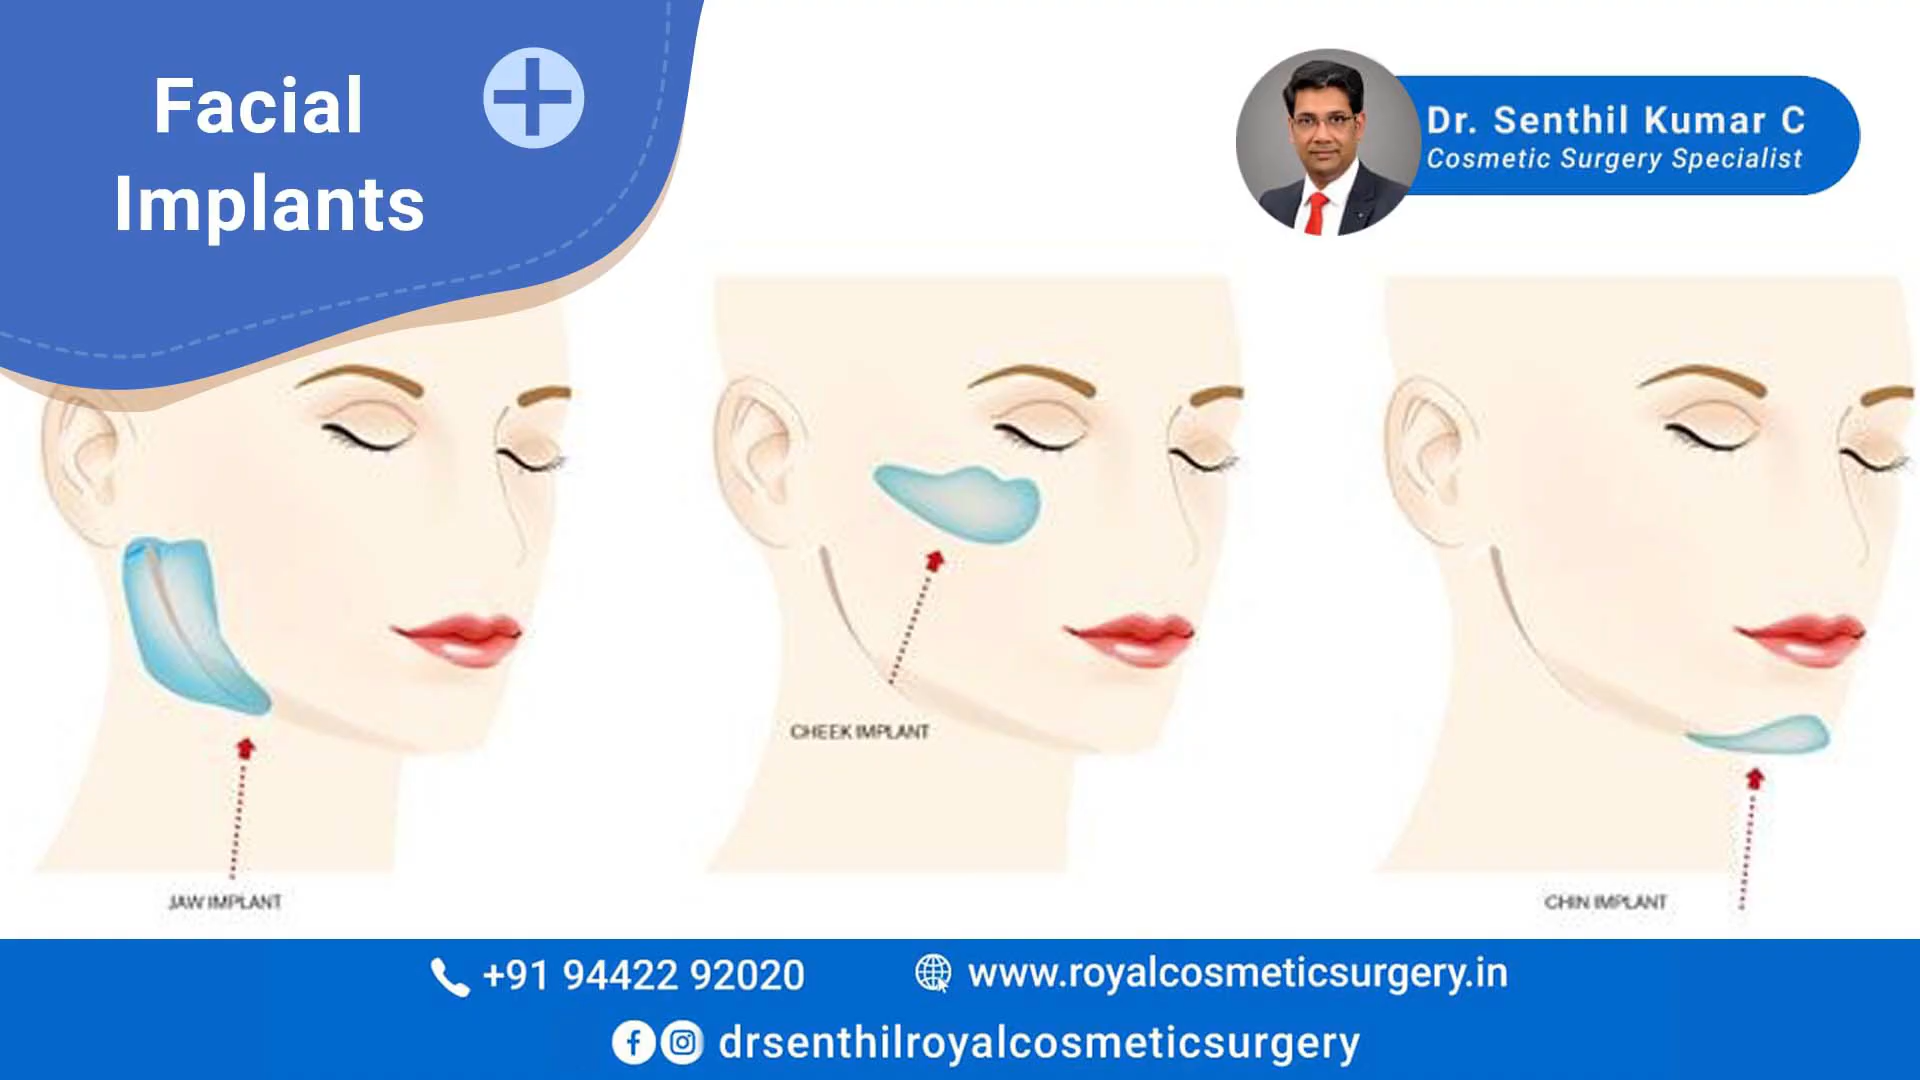 Facial
Implants
Dr. Senthil Kumar C
Cosmetic Surgery Specialist
CHEEK IMPLANT
JAW IMPLANT
CHIN IMPLANT
+91 94422 92020
www.royalcosmeticsurgery.in
drsenthilroyalcosmeticsurgery